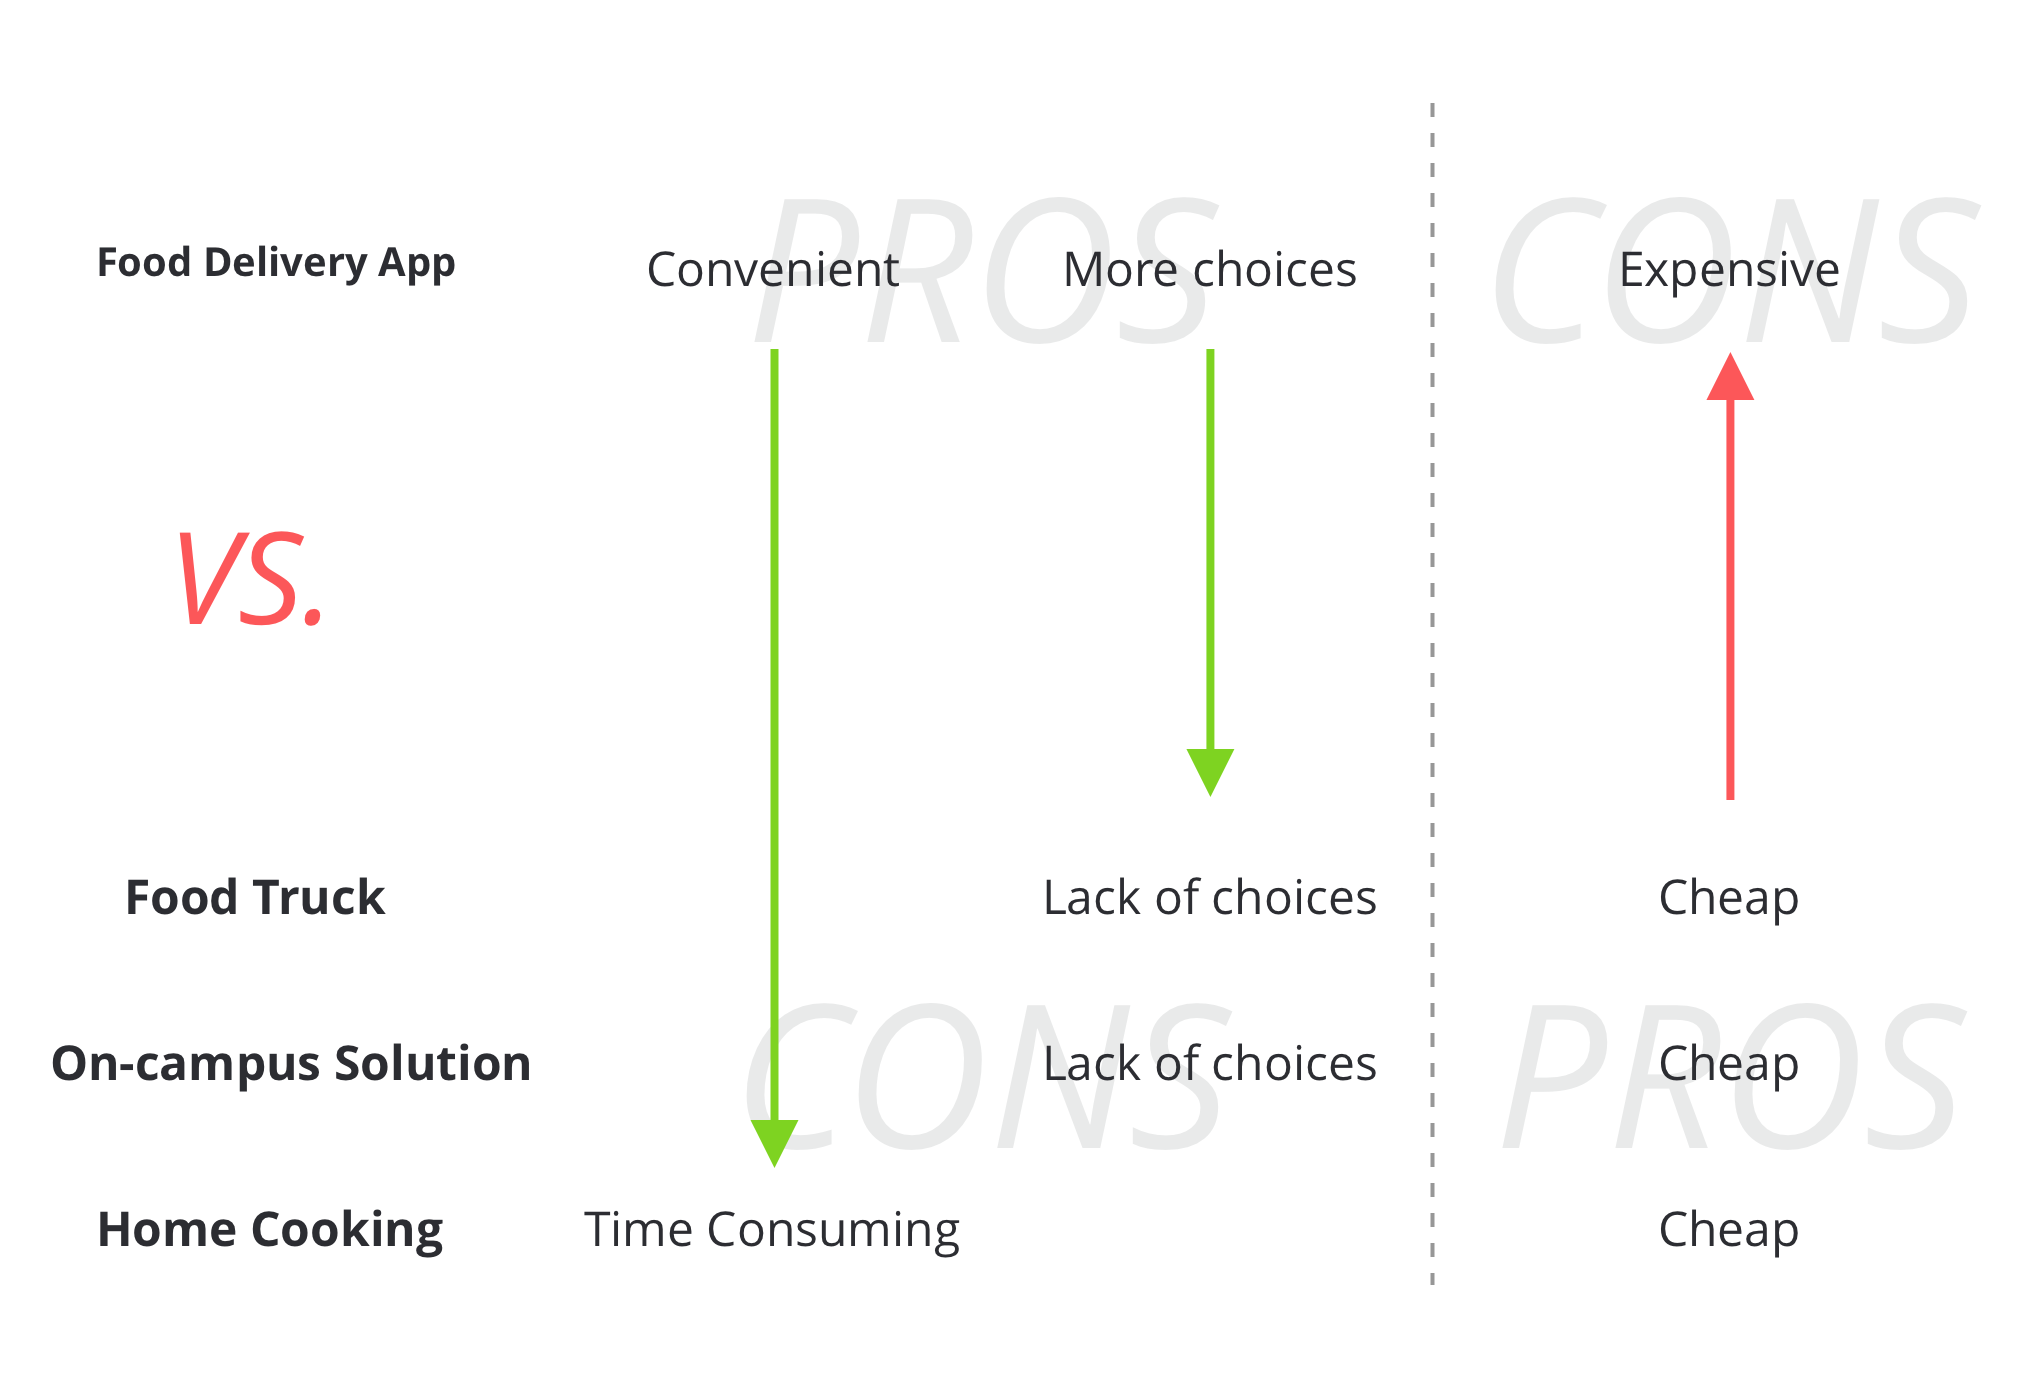 PROS CONS
Food Delivery App Convenient More choices Expensive
VS.
Food Truck Lack of choices Cheap
CONS PROS
On-campus Solution Lack of choices Cheap
Home Cooking Time Consuming Cheap